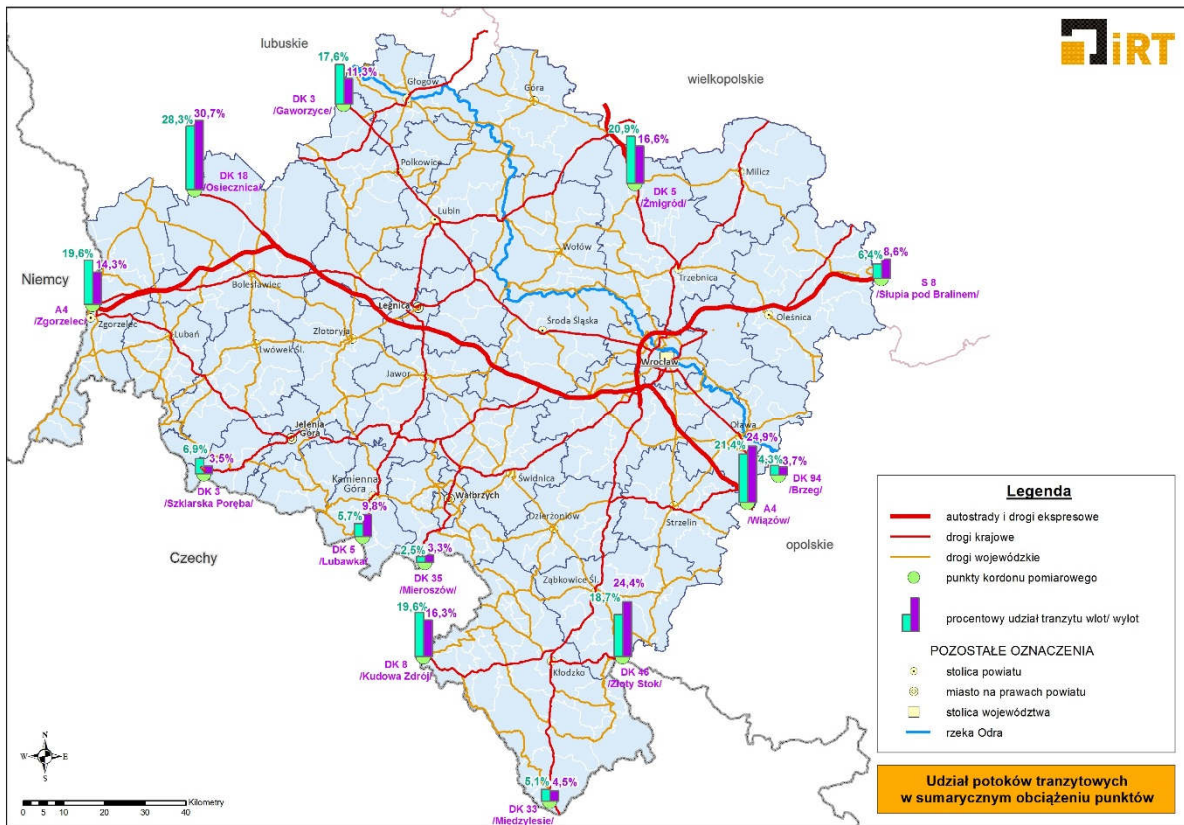 iRT
lubuskie
wielkopolskie
17,6%
11,3%
DK 3
/Gaworzyce/
Głogów
Góra
28,3%
30,7%
DK 18
/Osiecznica/
Polkowice
20,9%
16,6%
DK 5
/Żmigród/
Milicz
Lubin
Wołów
Trzebnica
6,4%
8,6%
S 8
/Słupia pod Bralinem/
19,6%
14,3%
Niemcy
A4
/Zgorzelec/
Zgorzelec
Bolesławiec
Legnica
Lubań
Złotoryja
Lwówek Śl.
Środa Śląska
Oleśnica
Wrocław
Jawor
Jelenia
Góra
6,9%
3,5%
DK 3
/Szklarska Poręba/
Kamienna
Góra
5,7%
9,8%
DK 5
/Lubawka/
Wałbrzych
Świdnica
Dzierżoniów
Oława
21,4%
24,9%
4,3%
3,7%
DK 94
/Brzeg/
A4
/Wiązów/
Strzelin
opolskie
Czechy
2,5%
3,3%
DK 35
/Mieroszów/
Ząbkowice Śl.
24,4%
18,7%
DK 46
/Złoty Stok/
19,6%
16,3%
DK 8
/Kudowa Zdrój/
Kłodzko
5,1%
4,5%
DK 33
/Międzylesie/
Legenda
autostrady i drogi ekspresowe
drogi krajowe
drogi wojewódzkie
punkty kordonu pomiarowego
procentowy udział tranzytu wlot/ wylot
POZOSTAŁE OZNACZENIA
stolica powiatu
miasto na prawach powiatu
stolica województwa
rzeka Odra
Udział potoków tranzytowych
w sumarycznym obciążeniu punktów
N
W E
S
Kilometry
0 5 10 20 30 40